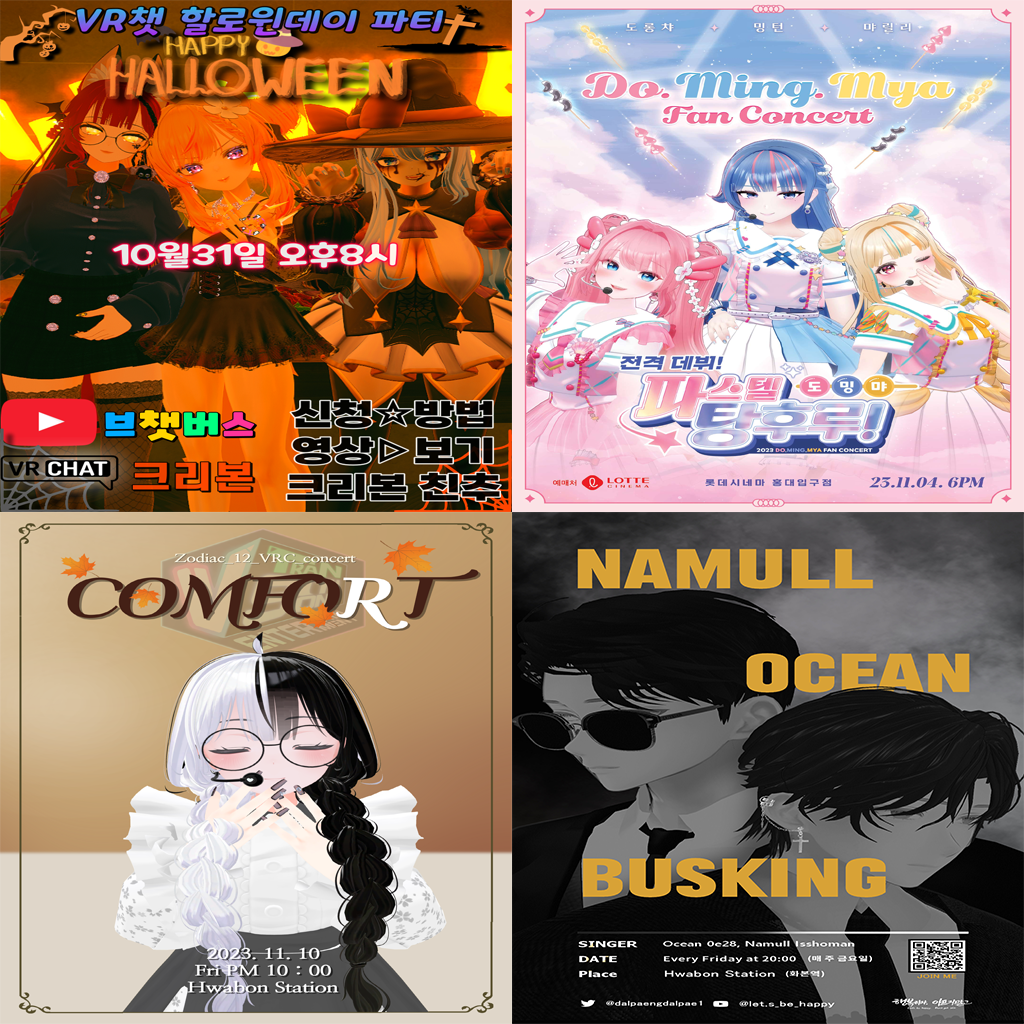 VR챗 할로윈데이 파티
HAPPY
HALLOWEEN
10월31일 오후8시
브챗버스
VR CHAT
크리본
신청☆방법
영상▷보기
크리본 친추
도롱챠 + 밍턴 + 먀릴리
Do. Ming. Mya
Fan Concert
전격 데뷔!
파스텔 도 밍 먀
탕후루!
2023 DO.MING.MYA FAN CONCERT
예매처 LOTTE CINEMA 롯데시네마 홍대입구점 23.11.04. 6PM
Zodiac_12_VRC_concert
COMFORT
2023. 11. 10
Fri PM 10 : 00
Hwabon Station
NAMULL
OCEAN
BUSKING
SINGER Ocean 0e28, Namull Isshoman
DATE Every Friday at 20:00 (매 주 금요일)
Place Hwabon Station (화본역)
JOIN ME
@dalpaengdalpae1 @let.s_be_happy